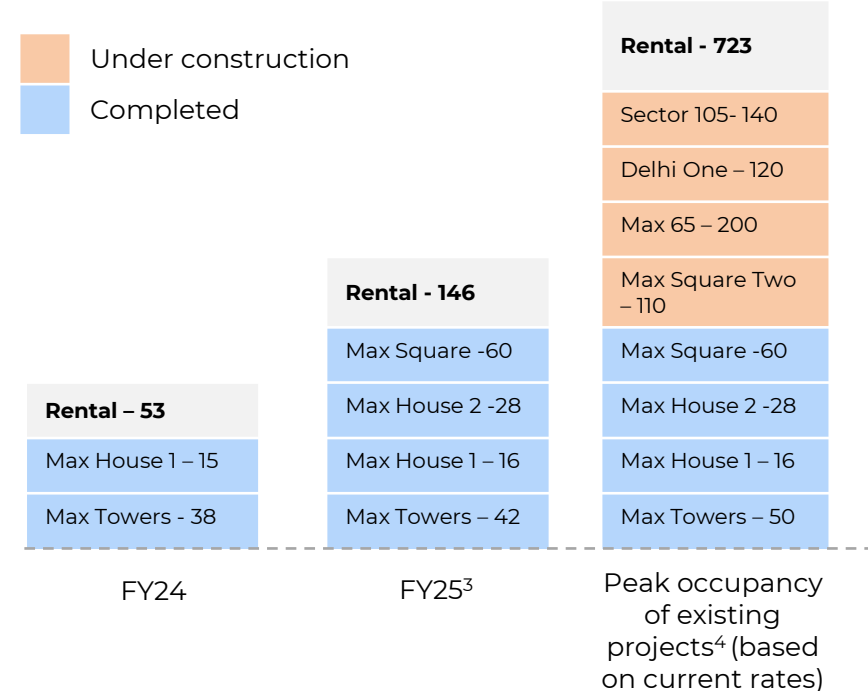 Under construction
Completed
Rental – 53
Max House 1 – 15
Max Towers - 38
FY24
Rental - 146
Max Square -60
Max House 2 -28
Max House 1 – 16
Max Towers – 42
FY25³
Rental - 723
Sector 105- 140
Delhi One – 120
Max 65 – 200
Max Square Two
– 110
Max Square -60
Max House 2 -28
Max House 1 – 16
Max Towers – 50
Peak occupancy
of existing
projects⁴ (based
on current rates)